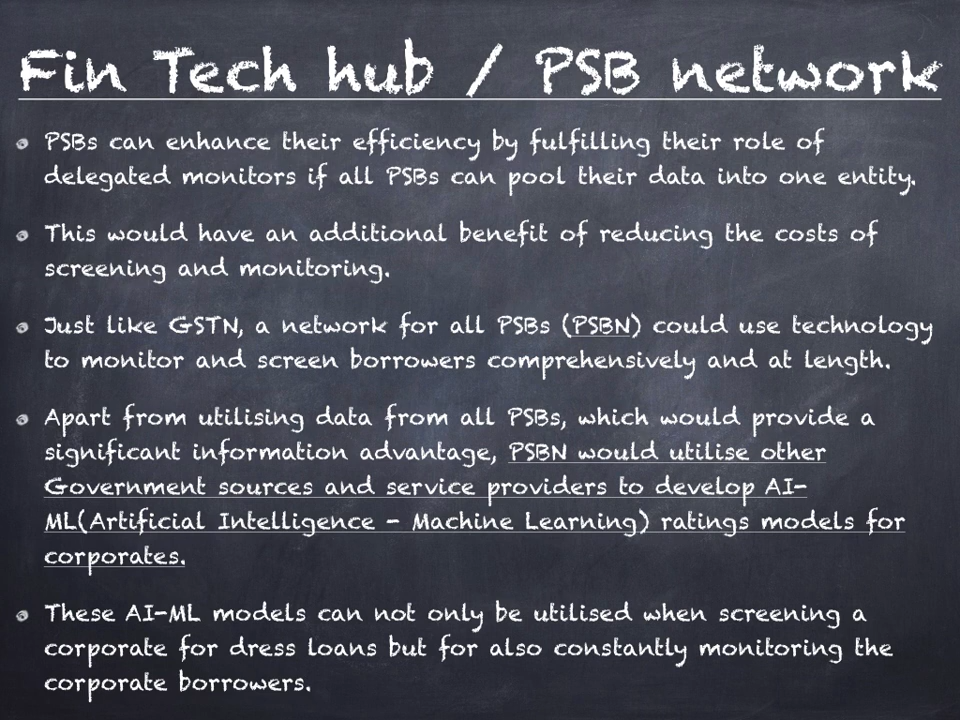 Fin Tech hub / PSB network
PSBs can enhance their efficiency by fulfilling their role of
delegated monitors if all PSBs can pool their data into one entity.
This would have an additional benefit of reducing the costs of
screening and monitoring.
Just like GSTN, a network for all PSBs (PSBN) could use technology
to monitor and screen borrowers comprehensively and at length.
Apart from utilising data from all PSBs, which would provide a
significant information advantage, PSBN would utilise other
Government sources and service providers to develop AI-
ML(Artificial Intelligence - Machine Learning) ratings models for
corporates.
These AI-ML models can not only be utilised when screening a
corporate for dress loans but for also constantly monitoring the
corporate borrowers.